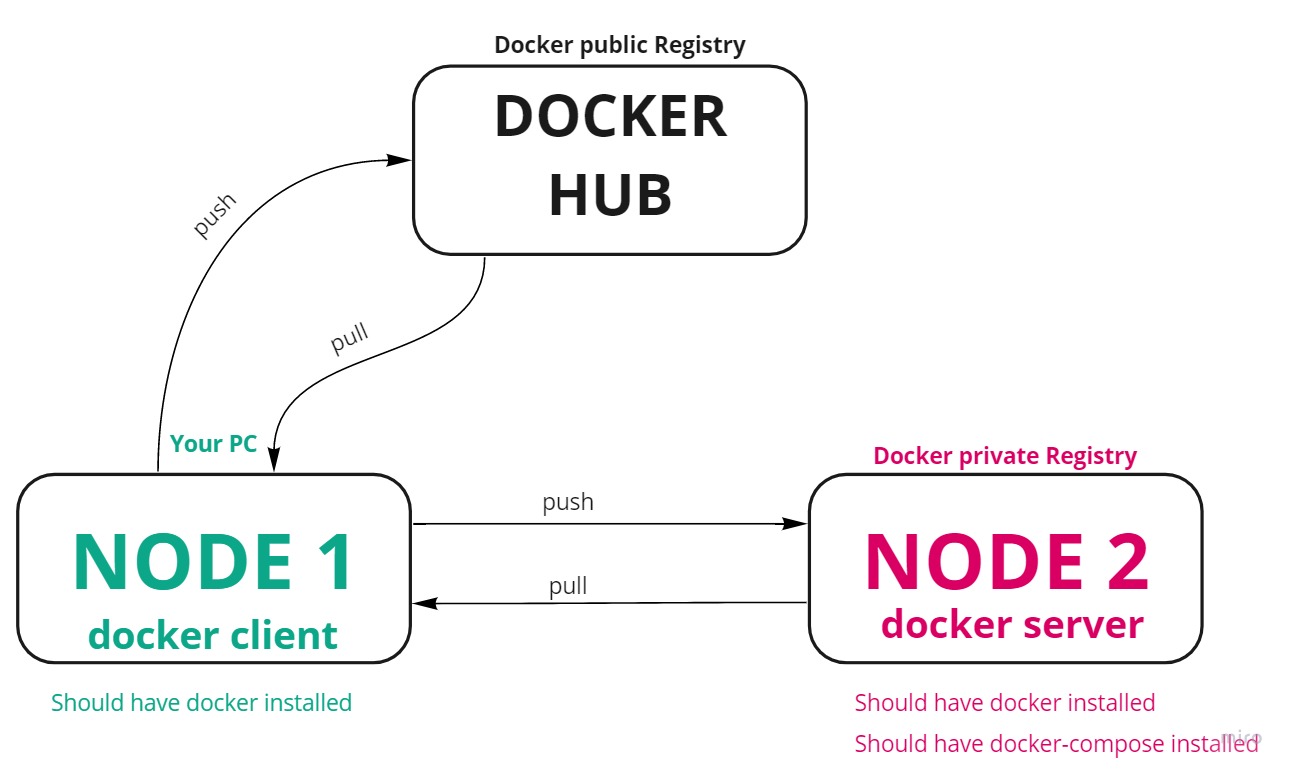 Docker public Registry
DOCKER
HUB
push
pull
Your PC
Docker private Registry
NODE 1
docker client
push
pull
NODE 2
docker server
Should have docker installed
Should have docker installed
Should have docker-compose installed
miro